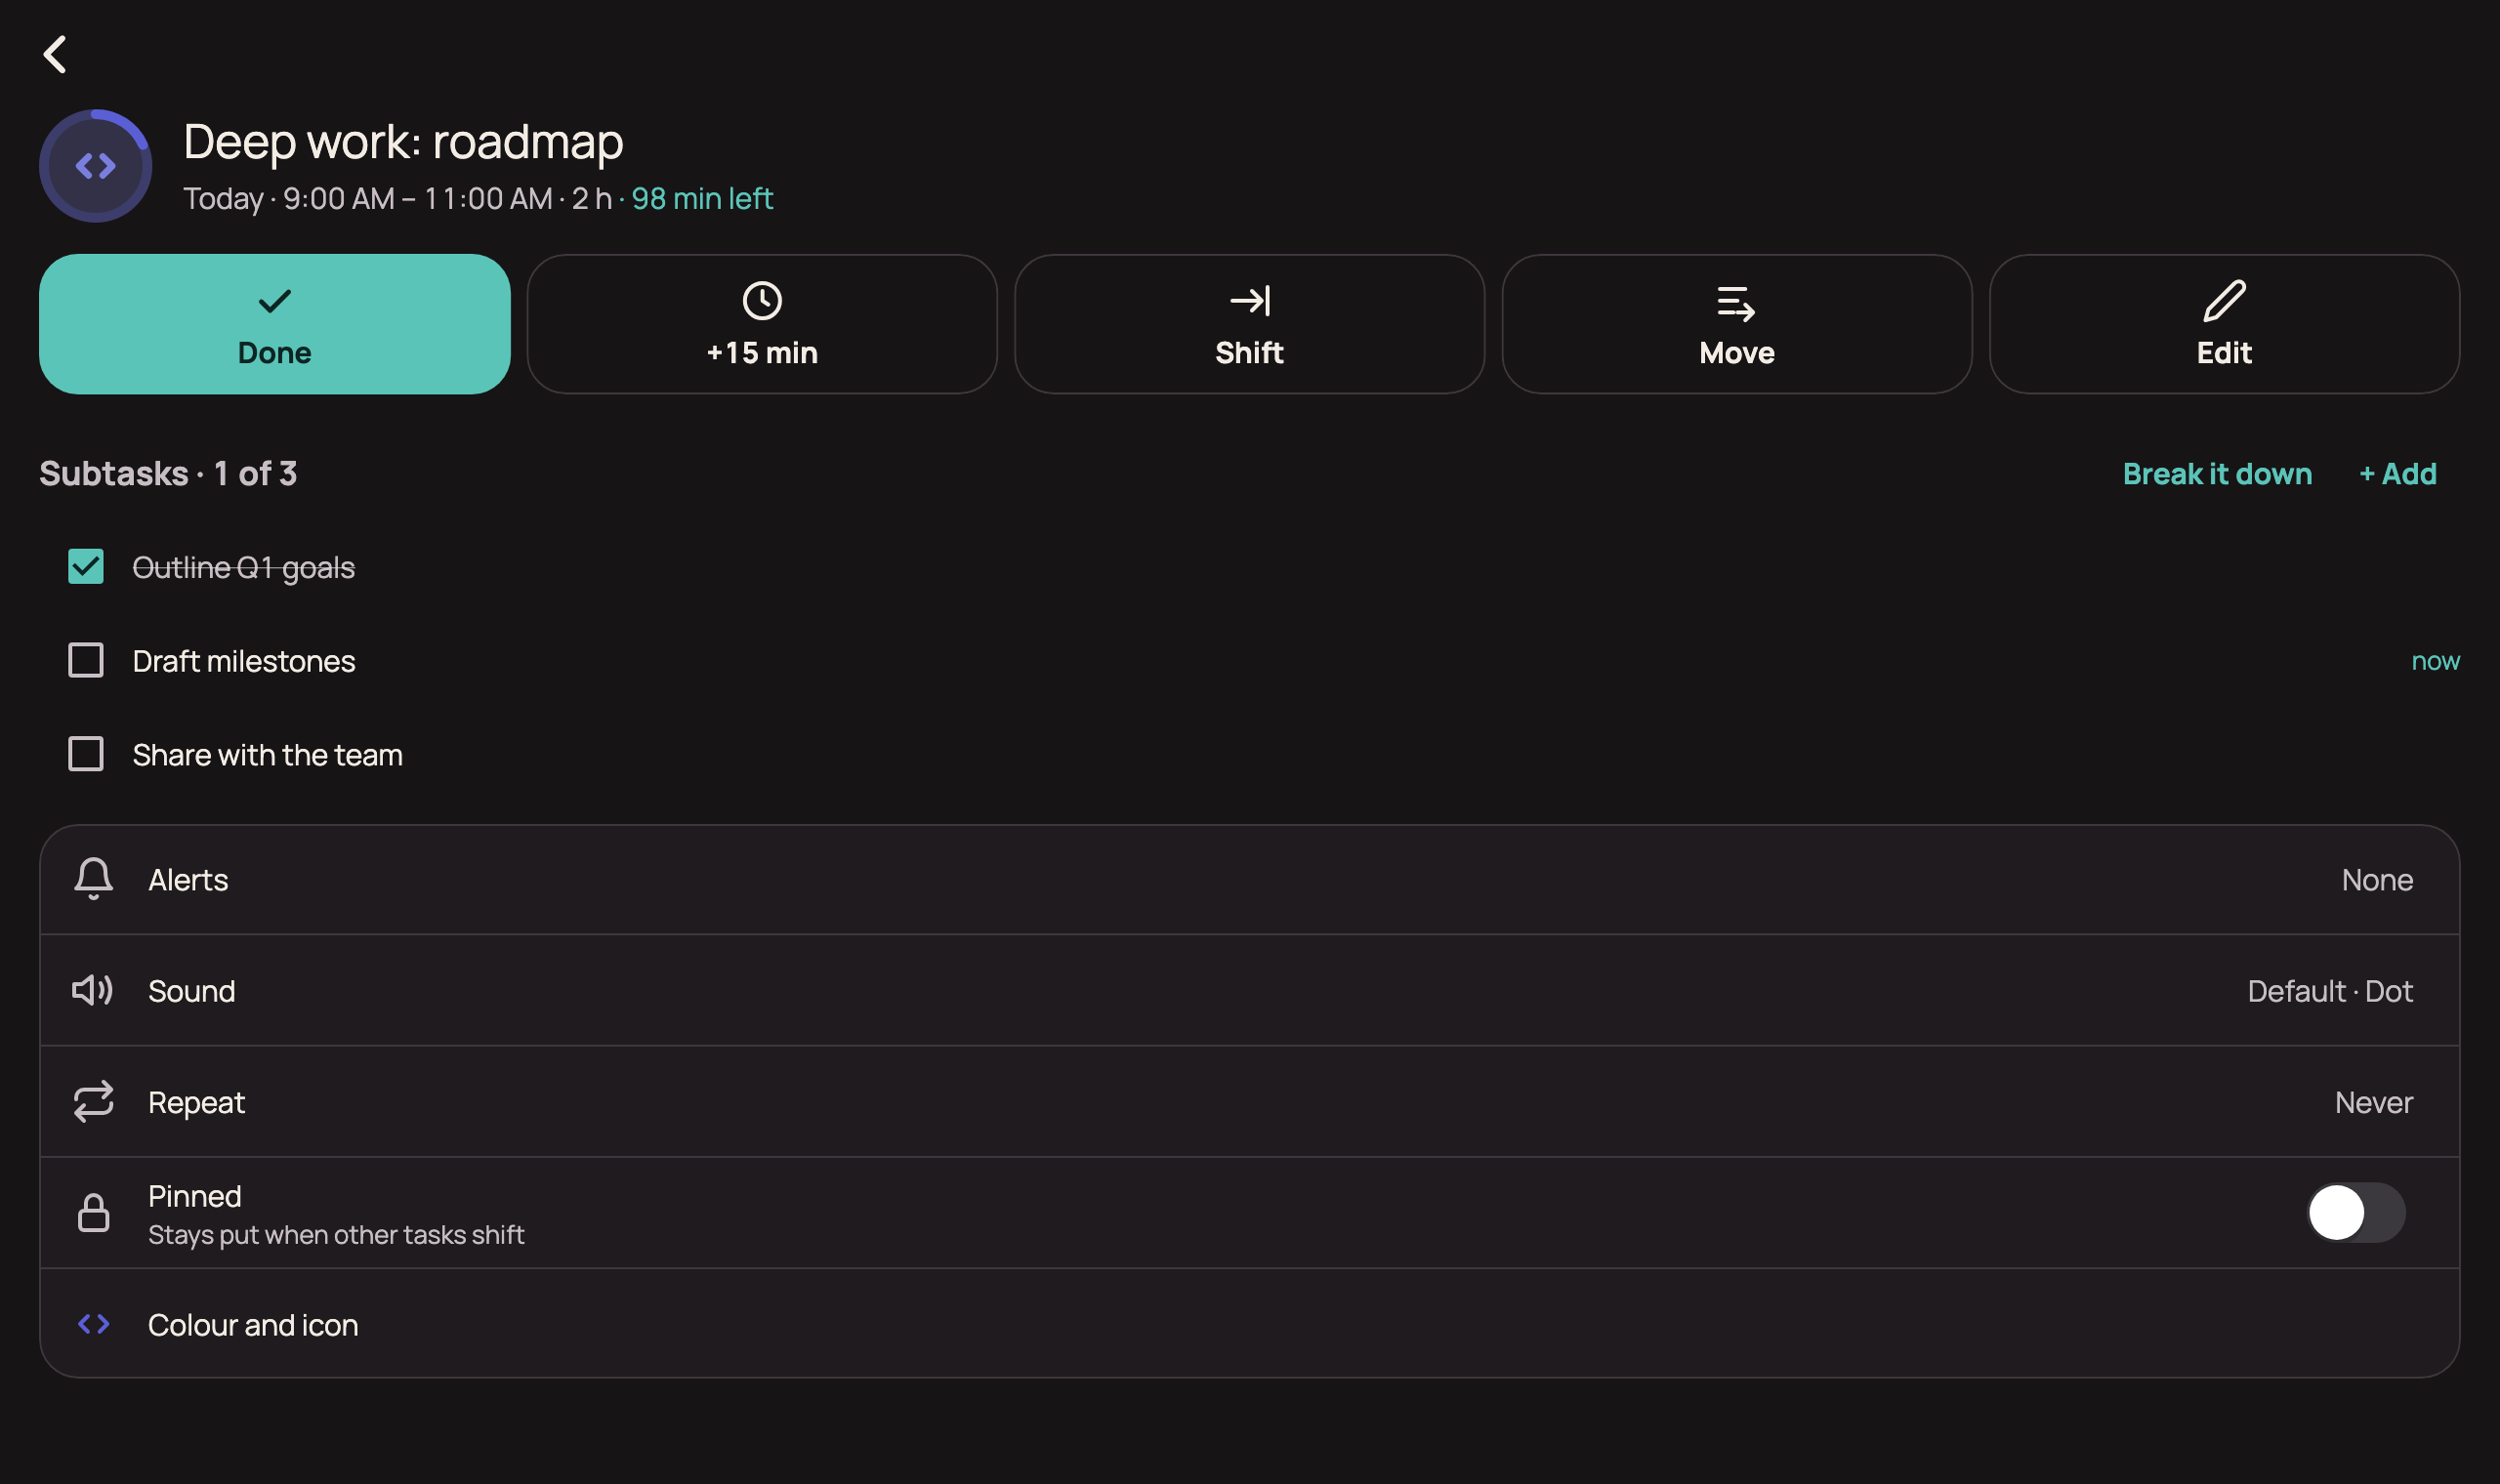 Deep work: roadmap
Today · 9:00 AM – 11:00 AM · 2 h · 98 min left
Done
+15 min
Shift
Move
Edit
Subtasks · 1 of 3
Break it down
+ Add
Outline Q1 goals
Draft milestones
now
Share with the team
Alerts
None
Sound
Default · Dot
Repeat
Never
Pinned
Stays put when other tasks shift
Colour and icon